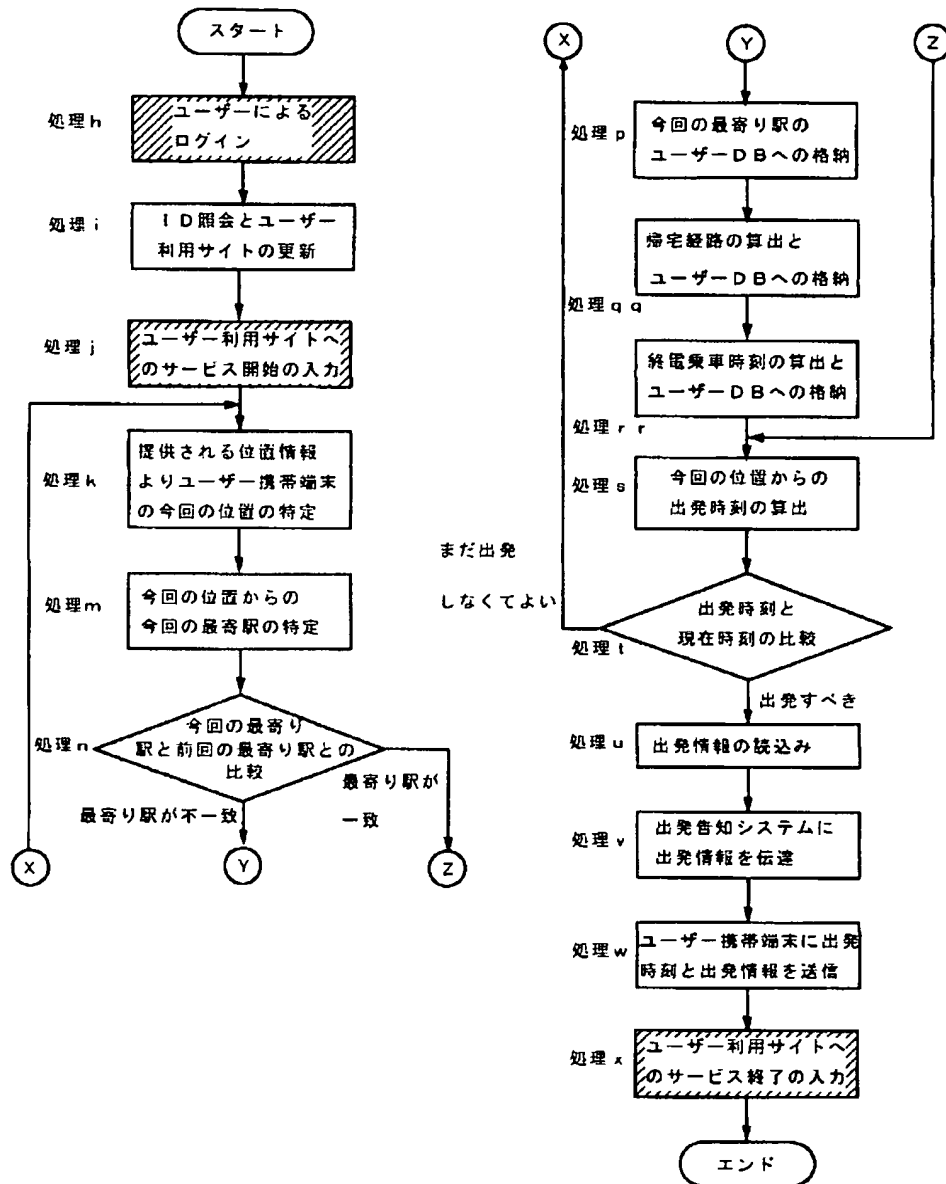 スタート
処理h
ユーザーによる
ログイン
処理i
ID照会とユーザー
利用サイトの更新
処理j
ユーザー利用サイトへ
のサービス開始の入力
処理k
提供される位置情報
よりユーザー携帯端末
の今回の位置の特定
処理m
今回の位置からの
今回の最寄駅の特定
処理n
今回の最寄り
駅と前回の最寄り駅との
比較
最寄り駅が不一致
最寄り駅が
一致
X
Y
Z
X
Y
Z
処理p
今回の最寄り駅の
ユーザーDBへの格納
帰宅経路の算出と
ユーザーDBへの格納
処理qq
終電乗車時刻の算出と
ユーザーDBへの格納
処理rr
処理s
今回の位置からの
出発時刻の算出
まだ出発
しなくてよい
出発時刻と
現在時刻の比較
処理t
出発すべき
処理u
出発情報の読込み
処理v
出発告知システムに
出発情報を伝達
処理w
ユーザー携帯端末に出発
時刻と出発情報を送信
処理x
ユーザー利用サイトへ
のサービス終了の入力
エンド